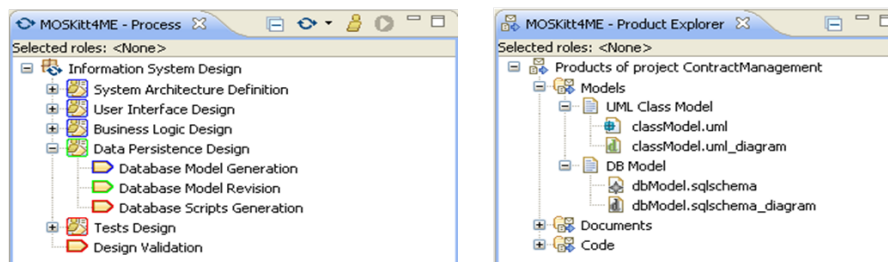 MOSKitt4ME - Process
Selected roles: <None>
Information System Design
System Architecture Definition
User Interface Design
Business Logic Design
Data Persistence Design
Database Model Generation
Database Model Revision
Database Scripts Generation
Tests Design
Design Validation
MOSKitt4ME - Product Explorer
Selected roles: <None>
Products of project ContractManagement
Models
UML Class Model
classModel.uml
classModel.uml_diagram
DB Model
dbModel.sqlschema
dbModel.sqlschema_diagram
Documents
Code